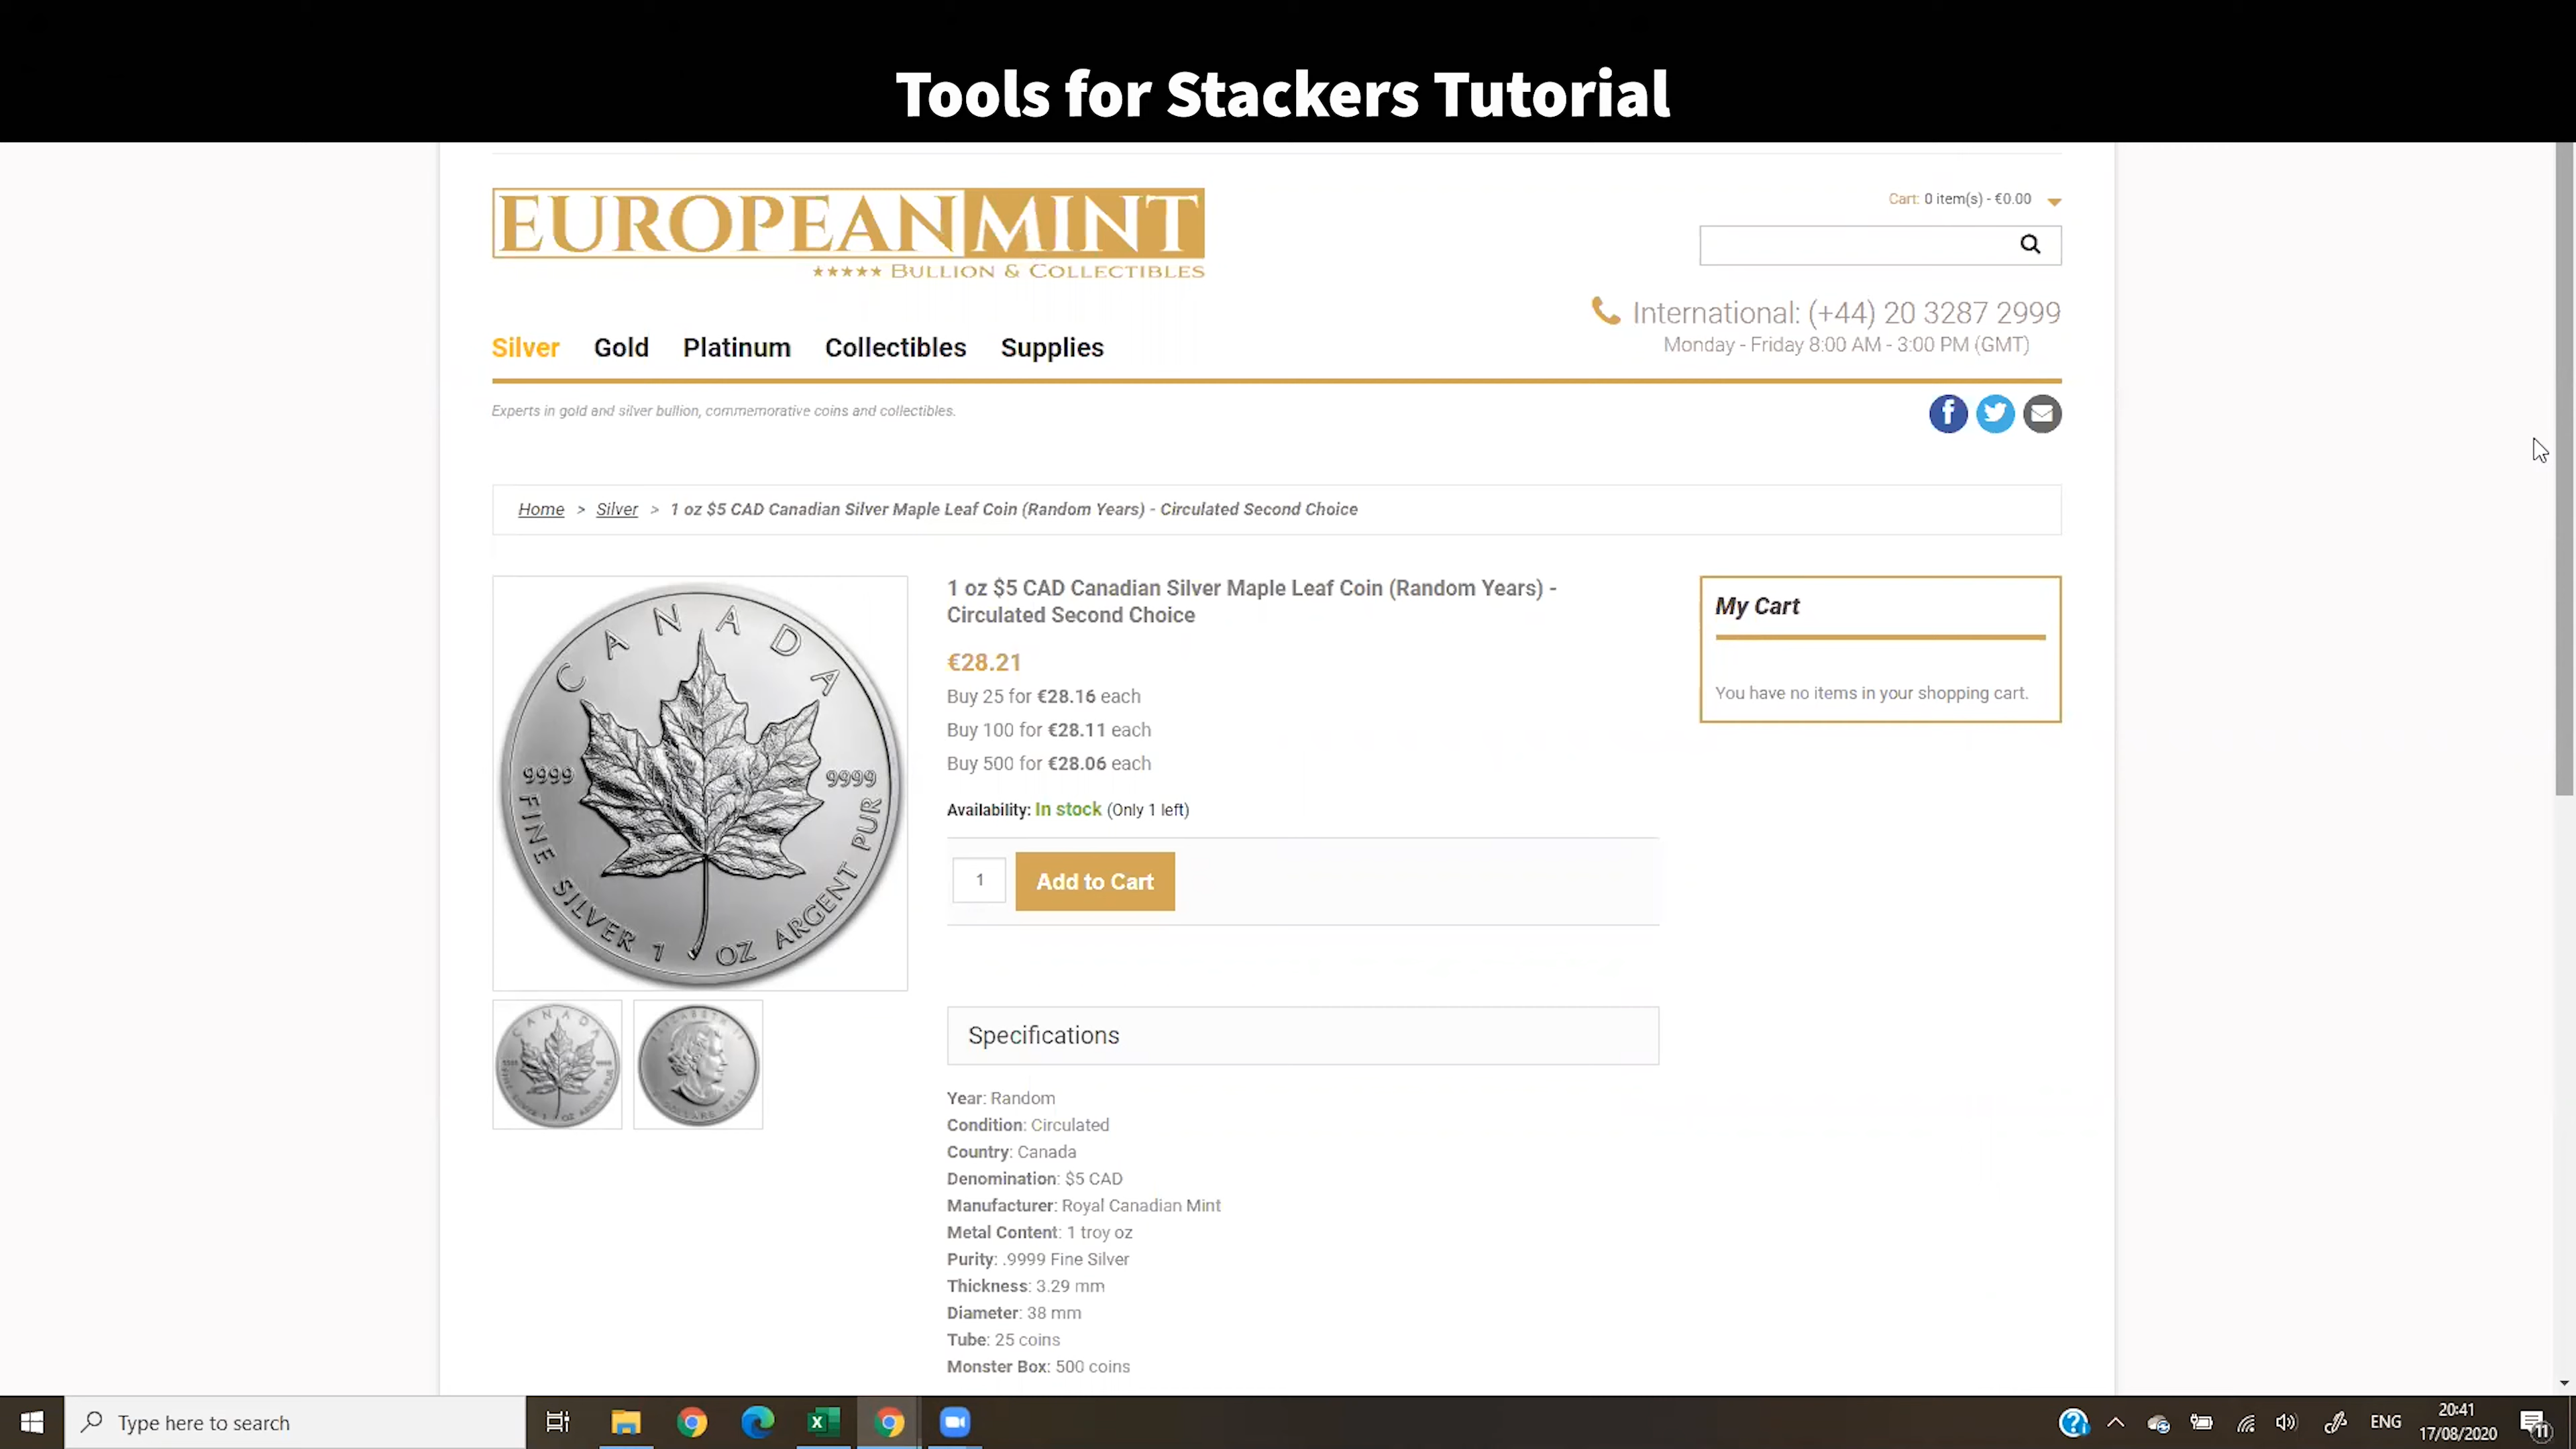 Tools for Stackers Tutorial
EUROPEANMINT
★★★★★ BULLION & COLLECTIBLES
Cart: 0 item(s) - €0.00
International: (+44) 20 3287 2999
Monday - Friday 8:00 AM - 3:00 PM (GMT)
Silver Gold Platinum Collectibles Supplies
Experts in gold and silver bullion, commemorative coins and collectibles.
Home > Silver > 1 oz $5 CAD Canadian Silver Maple Leaf Coin (Random Years) - Circulated Second Choice
CANADA
9999 9999
FINE SILVER 1 OZ ARGENT PUR
1 oz $5 CAD Canadian Silver Maple Leaf Coin (Random Years) -
Circulated Second Choice
€28.21
Buy 25 for €28.16 each
Buy 100 for €28.11 each
Buy 500 for €28.06 each
Availability: In stock (Only 1 left)
1 Add to Cart
My Cart
You have no items in your shopping cart.
Specifications
Year: Random
Condition: Circulated
Country: Canada
Denomination: $5 CAD
Manufacturer: Royal Canadian Mint
Metal Content: 1 troy oz
Purity: .9999 Fine Silver
Thickness: 3.29 mm
Diameter: 38 mm
Tube: 25 coins
Monster Box: 500 coins
CANADA
ELIZABETH II
Type here to search
ENG
20:41
17/08/2020
11